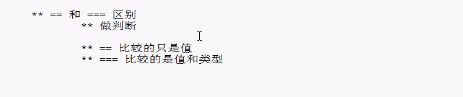 ** == 和 === 区别
** 做判断
** == 比较的只是值
** === 比较的是值和类型